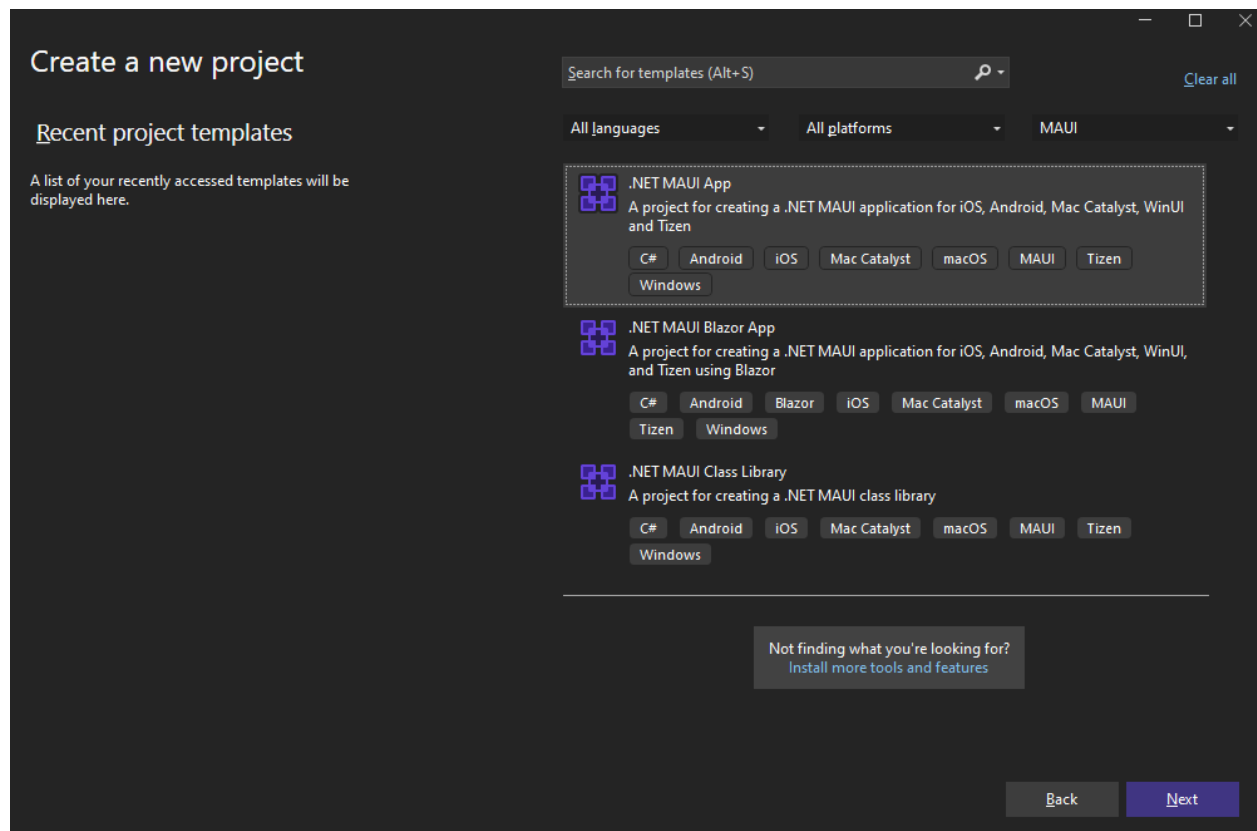 Create a new project
Recent project templates
A list of your recently accessed templates will be
displayed here.
Search for templates (Alt+S)
Clear all
All languages
All platforms
MAUI
.NET MAUI App
A project for creating a .NET MAUI application for iOS, Android, Mac Catalyst, WinUI
and Tizen
C# Android iOS Mac Catalyst macOS MAUI Tizen
Windows
.NET MAUI Blazor App
A project for creating a .NET MAUI application for iOS, Android, Mac Catalyst, WinUI,
and Tizen using Blazor
C# Android Blazor iOS Mac Catalyst macOS MAUI
Tizen Windows
.NET MAUI Class Library
A project for creating a .NET MAUI class library
C# Android iOS Mac Catalyst macOS MAUI Tizen
Windows
Not finding what you're looking for?
Install more tools and features
Back
Next